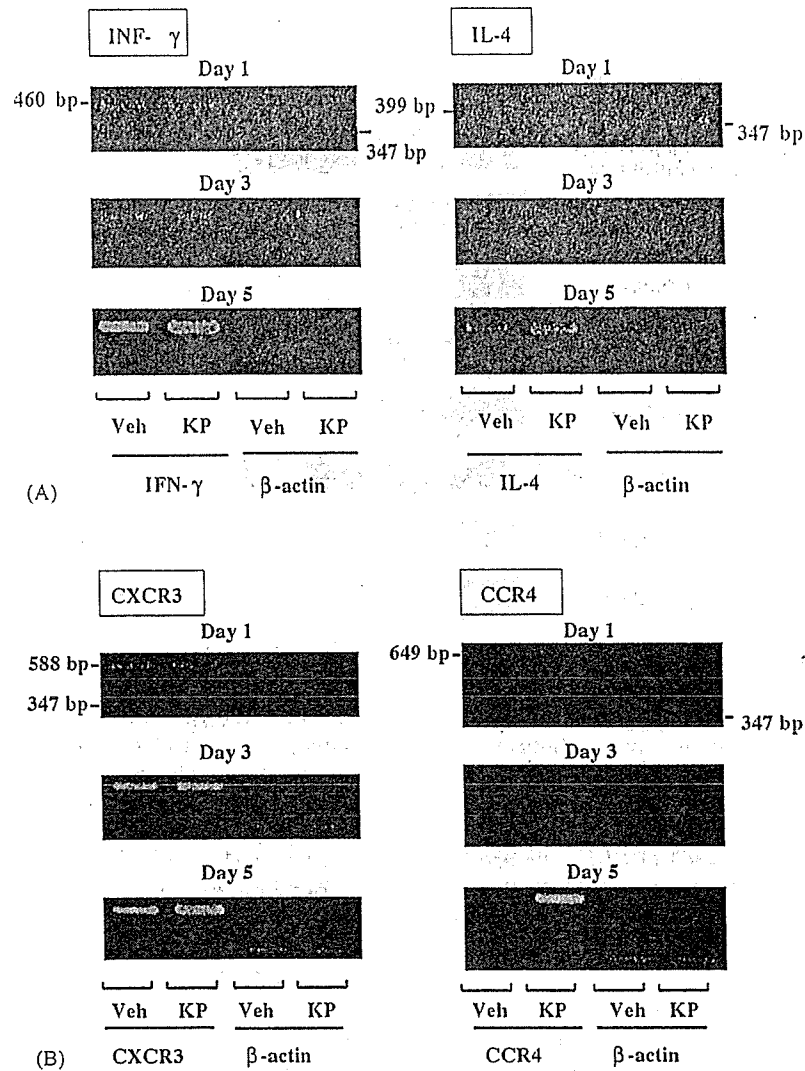 INF- γ
IL-4
Day 1
Day 1
460 bp
347 bp
399 bp
347 bp
Day 3
Day 3
Day 5
Day 5
Veh KP Veh KP
Veh KP Veh KP
IFN- γ β-actin
IL-4 β-actin
(A)
CXCR3
CCR4
Day 1
Day 1
588 bp
347 bp
649 bp
347 bp
Day 3
Day 3
Day 5
Day 5
Veh KP Veh KP
Veh KP Veh KP
CXCR3 β-actin
CCR4 β-actin
(B)